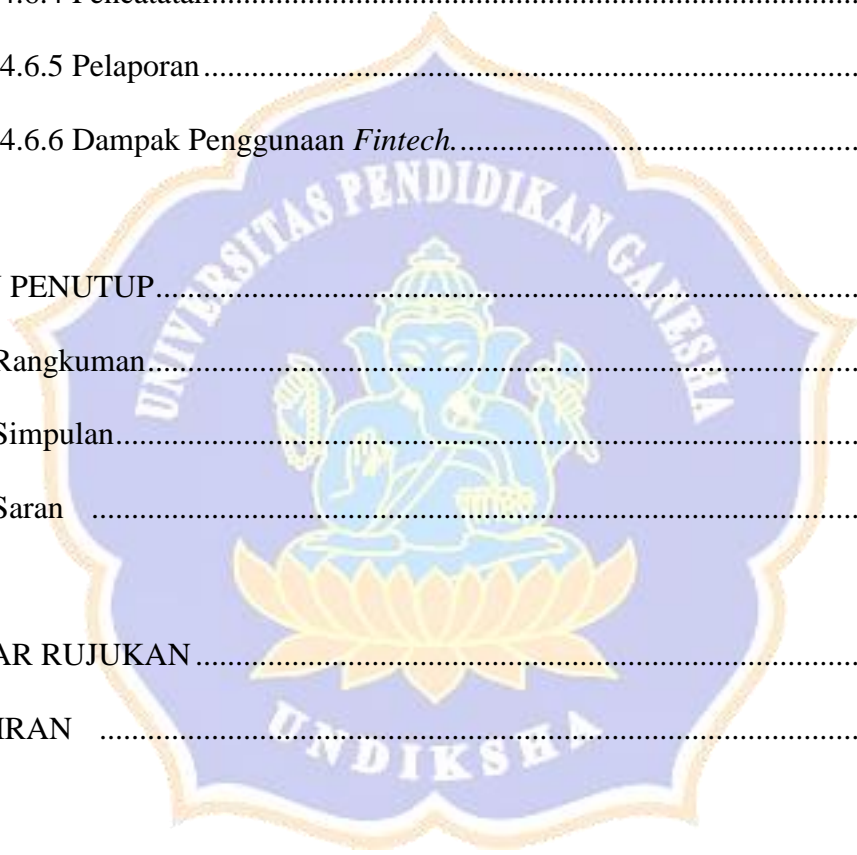 4.6.4 Pencatatan........................................................................
4.6.5 Pelaporan........................................................................
4.6.6 Dampak Penggunaan Fintech.........................................
UNIVERSITAS PENDIDIKAN GANESHA
PENUTUP........................................................................
Rangkuman........................................................................
Simpulan........................................................................
Saran ........................................................................
AR RUJUKAN........................................................................
IRAN ........................................................................
UNDIKSHA